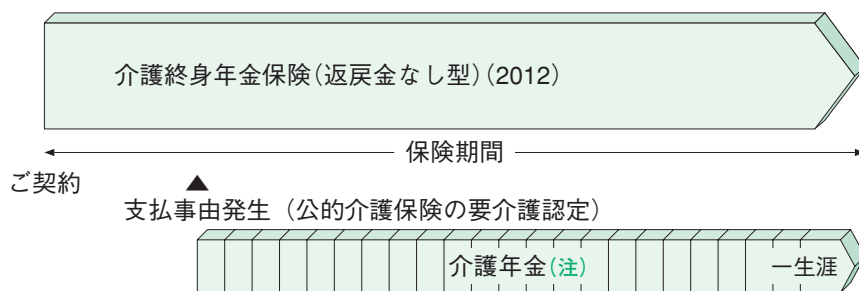 介護終身年金保険（返戻金なし型）（2012）
保険期間
ご契約
支払事由発生（公的介護保険の要介護認定）
介護年金（注） 一生涯